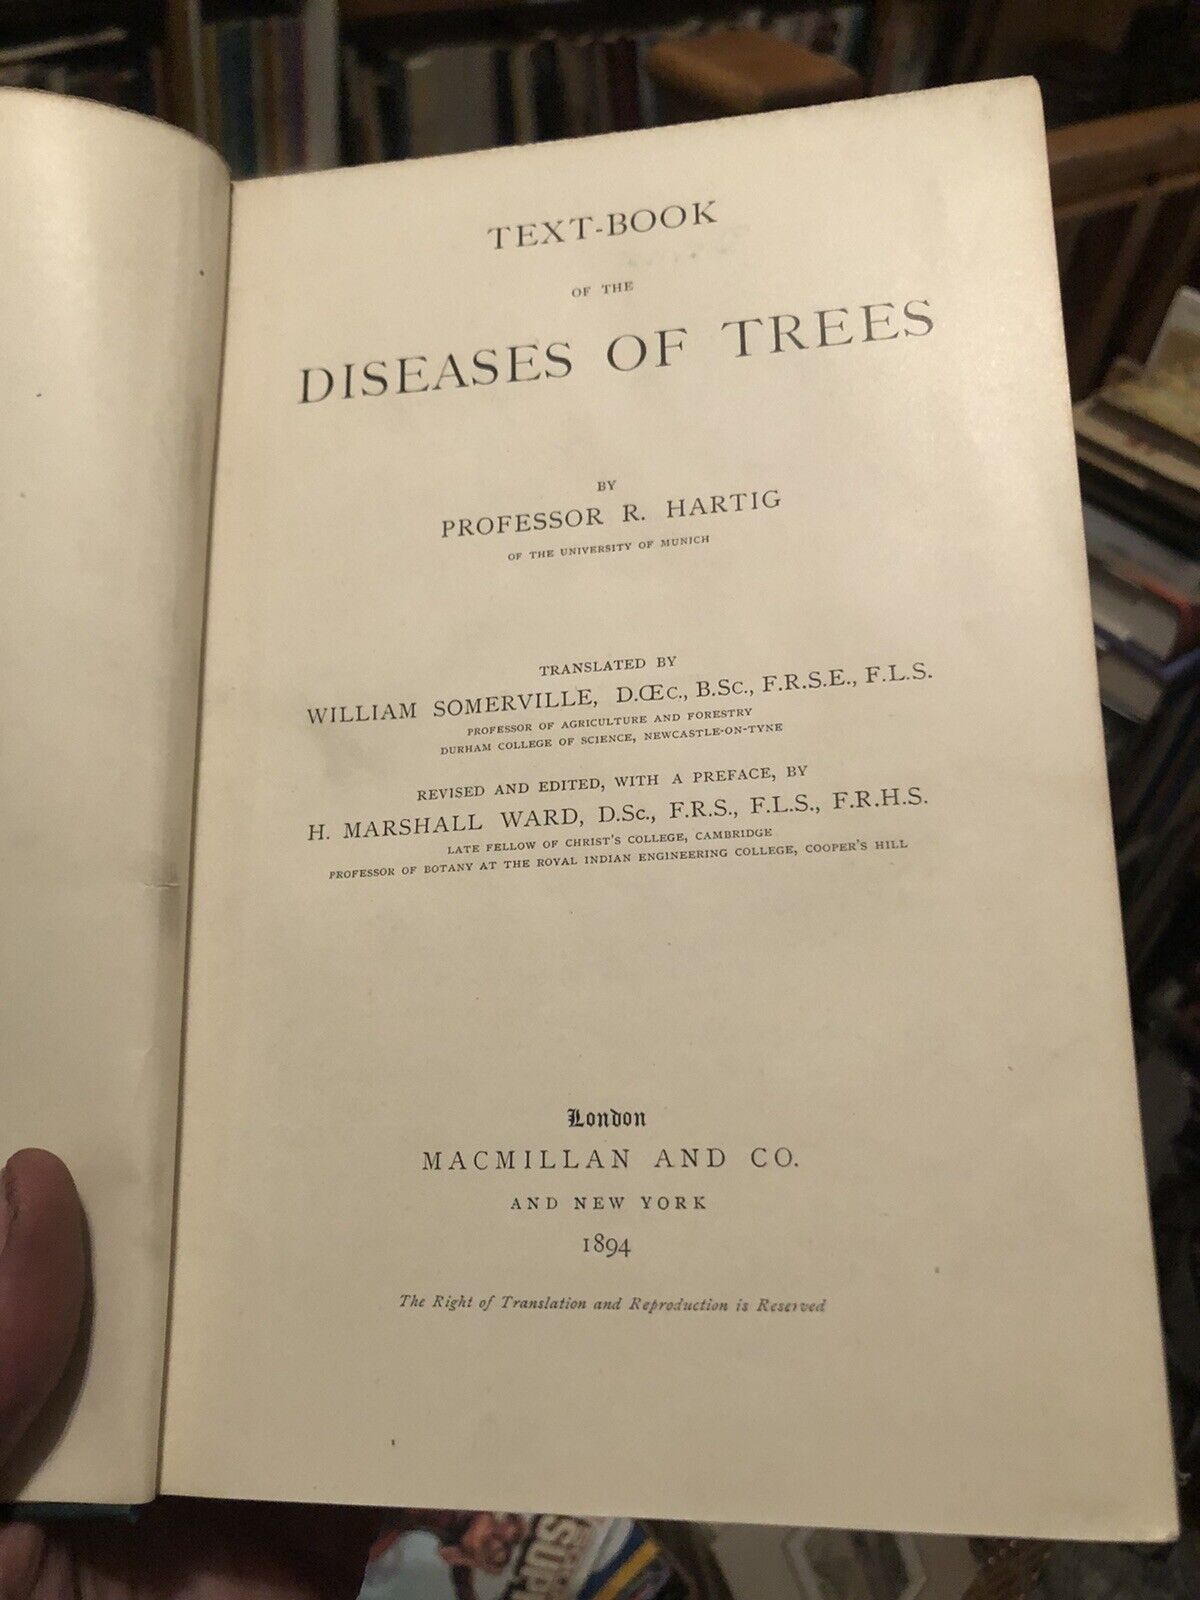 TEXT-BOOK
OF THE
DISEASES OF TREES
BY
PROFESSOR R. HARTIG
OF THE UNIVERSITY OF MUNICH
TRANSLATED BY
WILLIAM SOMERVILLE, D.ŒC., B.SC., F.R.S.E., F.L.S.
PROFESSOR OF AGRICULTURE AND FORESTRY
DURHAM COLLEGE OF SCIENCE, NEWCASTLE-ON-TYNE
REVISED AND EDITED, WITH A PREFACE, BY
H. MARSHALL WARD, D.SC., F.R.S., F.L.S., F.R.H.S.
LATE FELLOW OF CHRIST'S COLLEGE, CAMBRIDGE
PROFESSOR OF BOTANY AT THE ROYAL INDIAN ENGINEERING COLLEGE, COOPER'S HILL
London
MACMILLAN AND CO.
AND NEW YORK
1894
The Right of Translation and Reproduction is Reserved